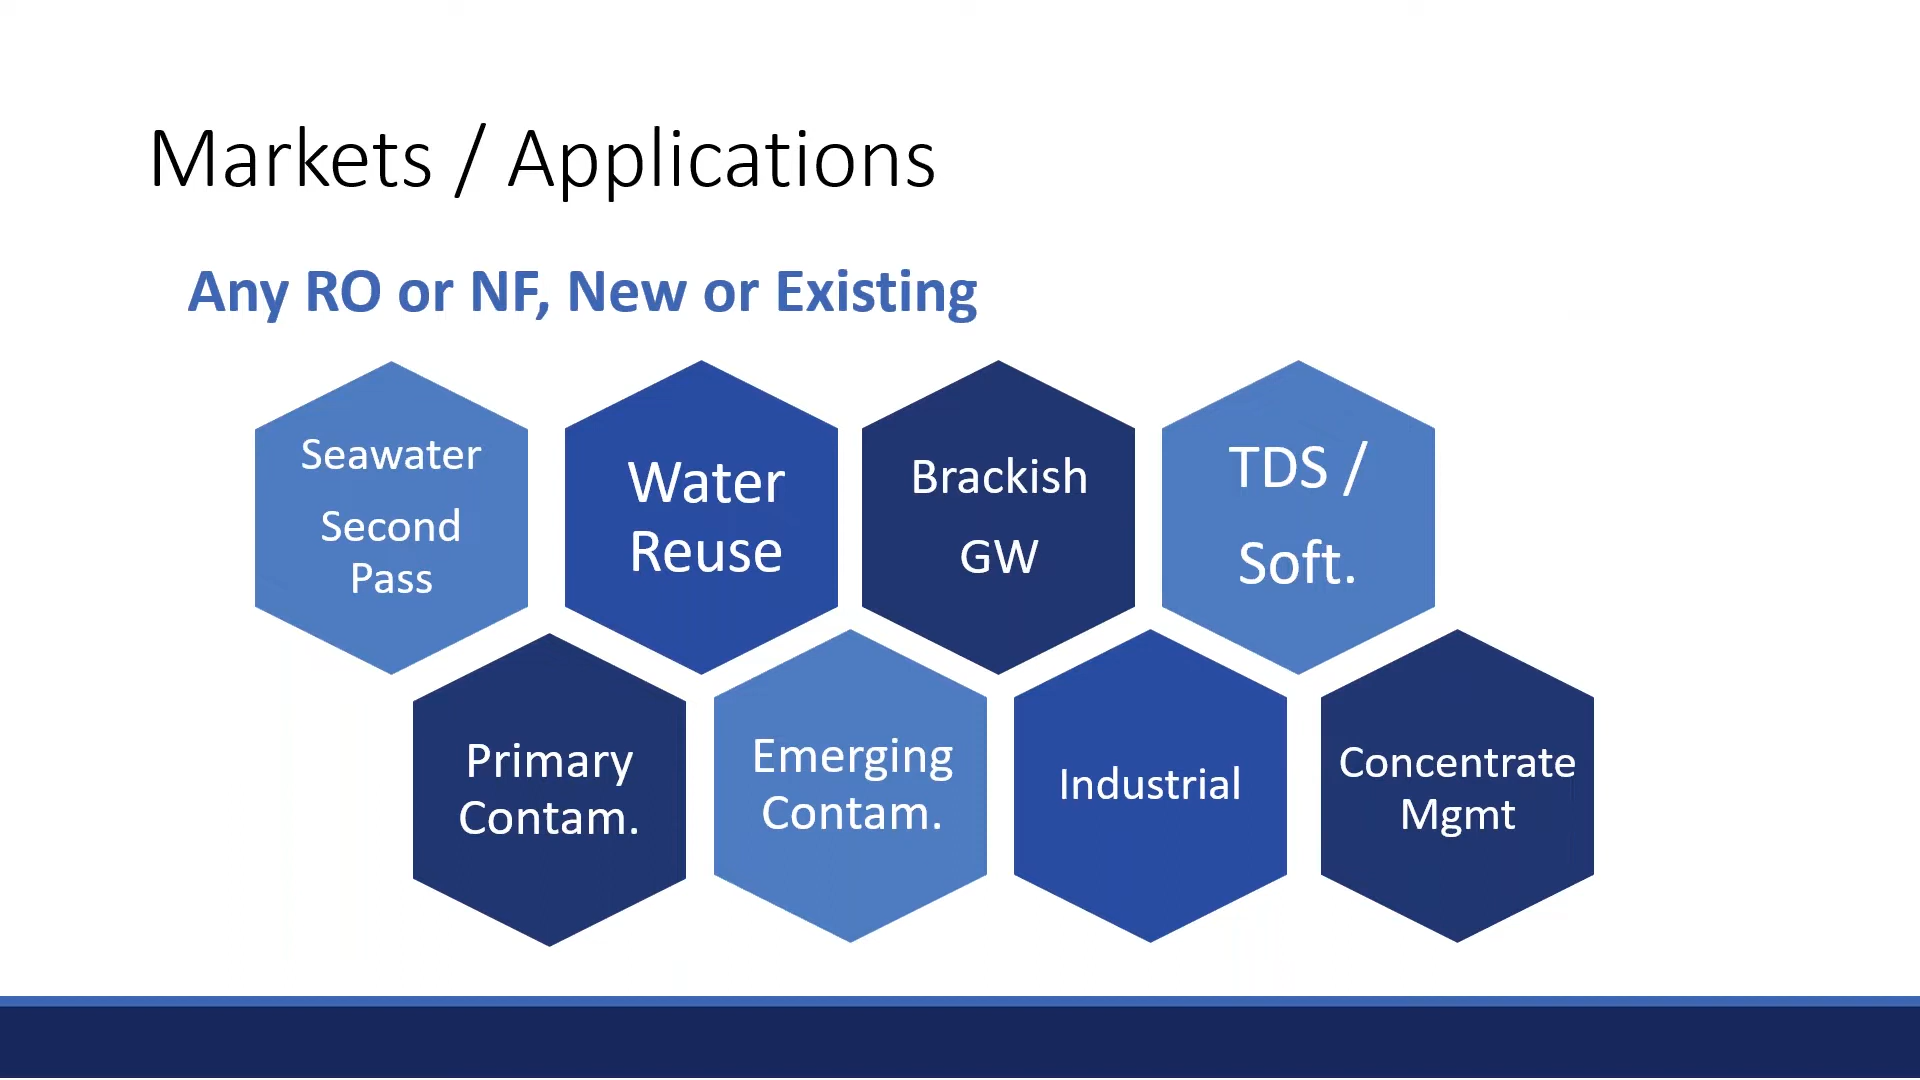 Markets / Applications
Any RO or NF, New or Existing
Seawater
Second
Pass
Water
Reuse
Brackish
GW
TDS /
Soft.
Primary
Contam.
Emerging
Contam.
Industrial
Concentrate
Mgmt